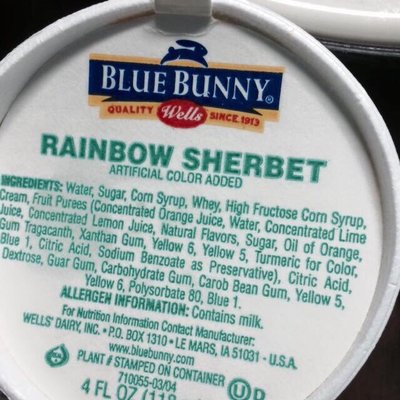 BLUE BUNNY®
QUALITY Wells SINCE 1913
RAINBOW SHERBET
ARTIFICIAL COLOR ADDED
INGREDIENTS: Water, Sugar, Corn Syrup, Whey, High Fructose Corn Syrup,
Cream, Fruit Purees (Concentrated Orange Juice, Water, Concentrated Lime
Juice, Concentrated Lemon Juice, Natural Flavors, Sugar, Oil of Orange,
Gum Tragacanth, Xanthan Gum, Yellow 6, Yellow 5, Turmeric for Color,
Blue 1, Citric Acid, Sodium Benzoate as Preservative), Citric Acid,
Dextrose, Guar Gum, Carbohydrate Gum, Carob Bean Gum, Yellow 5,
Yellow 6, Polysorbate 80, Blue 1.
ALLERGEN INFORMATION: Contains milk.
For Nutrition Information Contact Manufacturer:
WELLS' DAIRY, INC. • P.O. BOX 1310 • LE MARS, IA 51031 - U.S.A.
www.bluebunny.com
PLANT # STAMPED ON CONTAINER
710055-03/04
U D
4 FL OZ (118